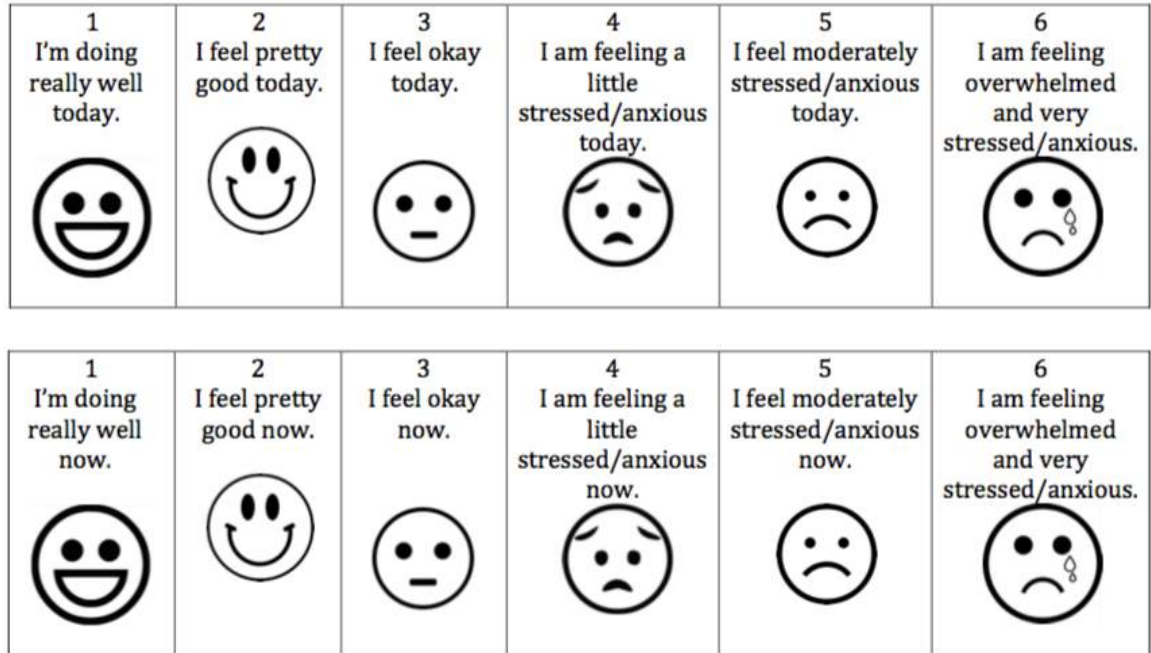 1
I'm doing
really well
today.
2
I feel pretty
good today.
3
I feel okay
today.
4
I am feeling a
little
stressed/anxious
today.
5
I feel moderately
stressed/anxious
today.
6
I am feeling
overwhelmed
and very
stressed/anxious.
1
I'm doing
really well
now.
2
I feel pretty
good now.
3
I feel okay
now.
4
I am feeling a
little
stressed/anxious
now.
5
I feel moderately
stressed/anxious
now.
6
I am feeling
overwhelmed
and very
stressed/anxious.